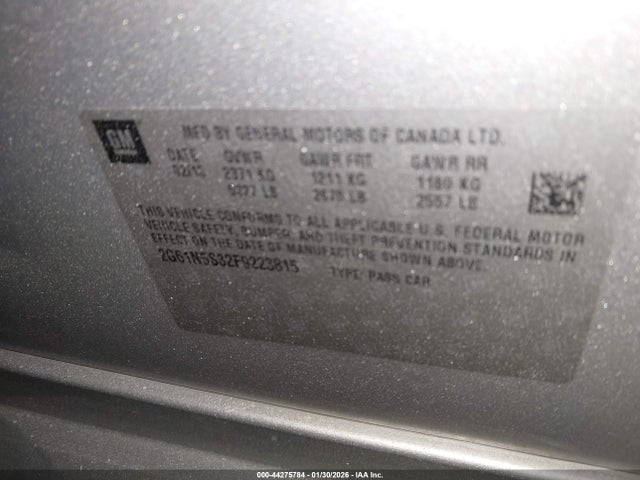 GM
MFD BY GENERAL MOTORS OF CANADA LTD.
DATE GVWR GAWR FRT GAWR RR
2371 KG 1211 KG 1160 KG
5227 LB 2670 LB 2557 LB
THIS VEHICLE CONFORMS TO ALL APPLICABLE U.S. FEDERAL MOTOR
VEHICLE SAFETY, BUMPER, AND THEFT PREVENTION STANDARDS IN
EFFECT ON THE DATE OF MANUFACTURE SHOWN ABOVE.
2G61N5S32F9223815 TYPE: PASS CAR
000-44275784 | 01/30/2026 | IAA Inc.